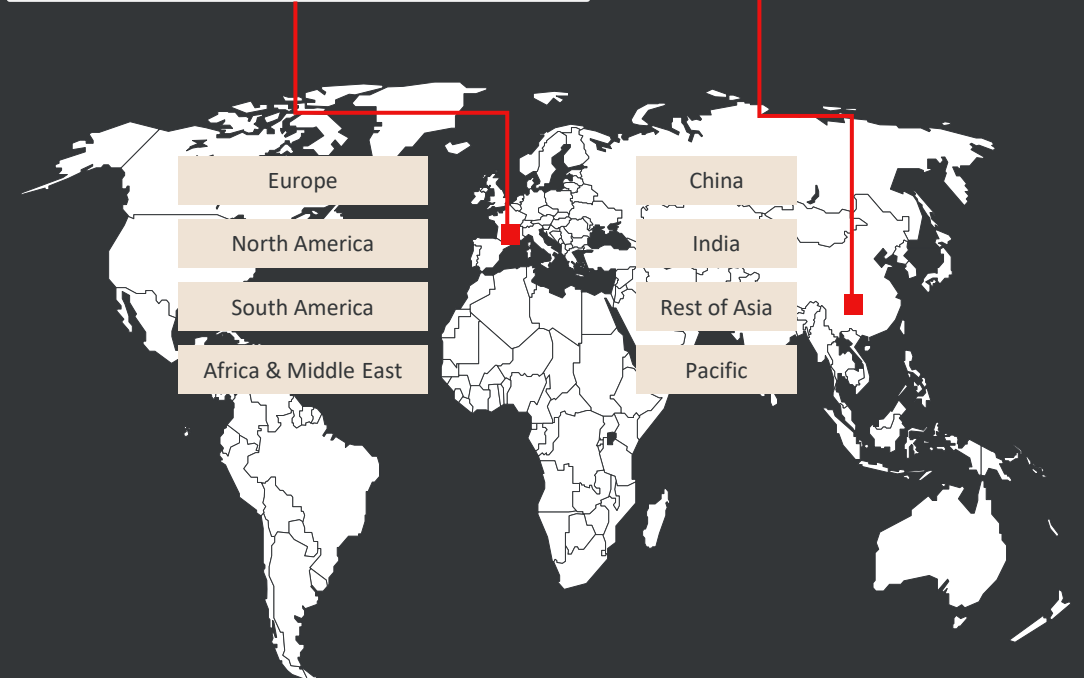 Europe
North America
South America
Africa & Middle East
China
India
Rest of Asia
Pacific